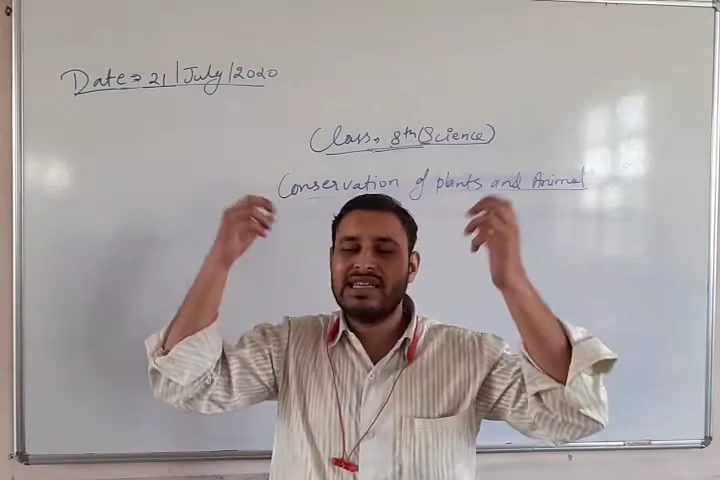 Date:- 21/July/2020
Class:- 8th (Science)
Conservation of plants and Animal